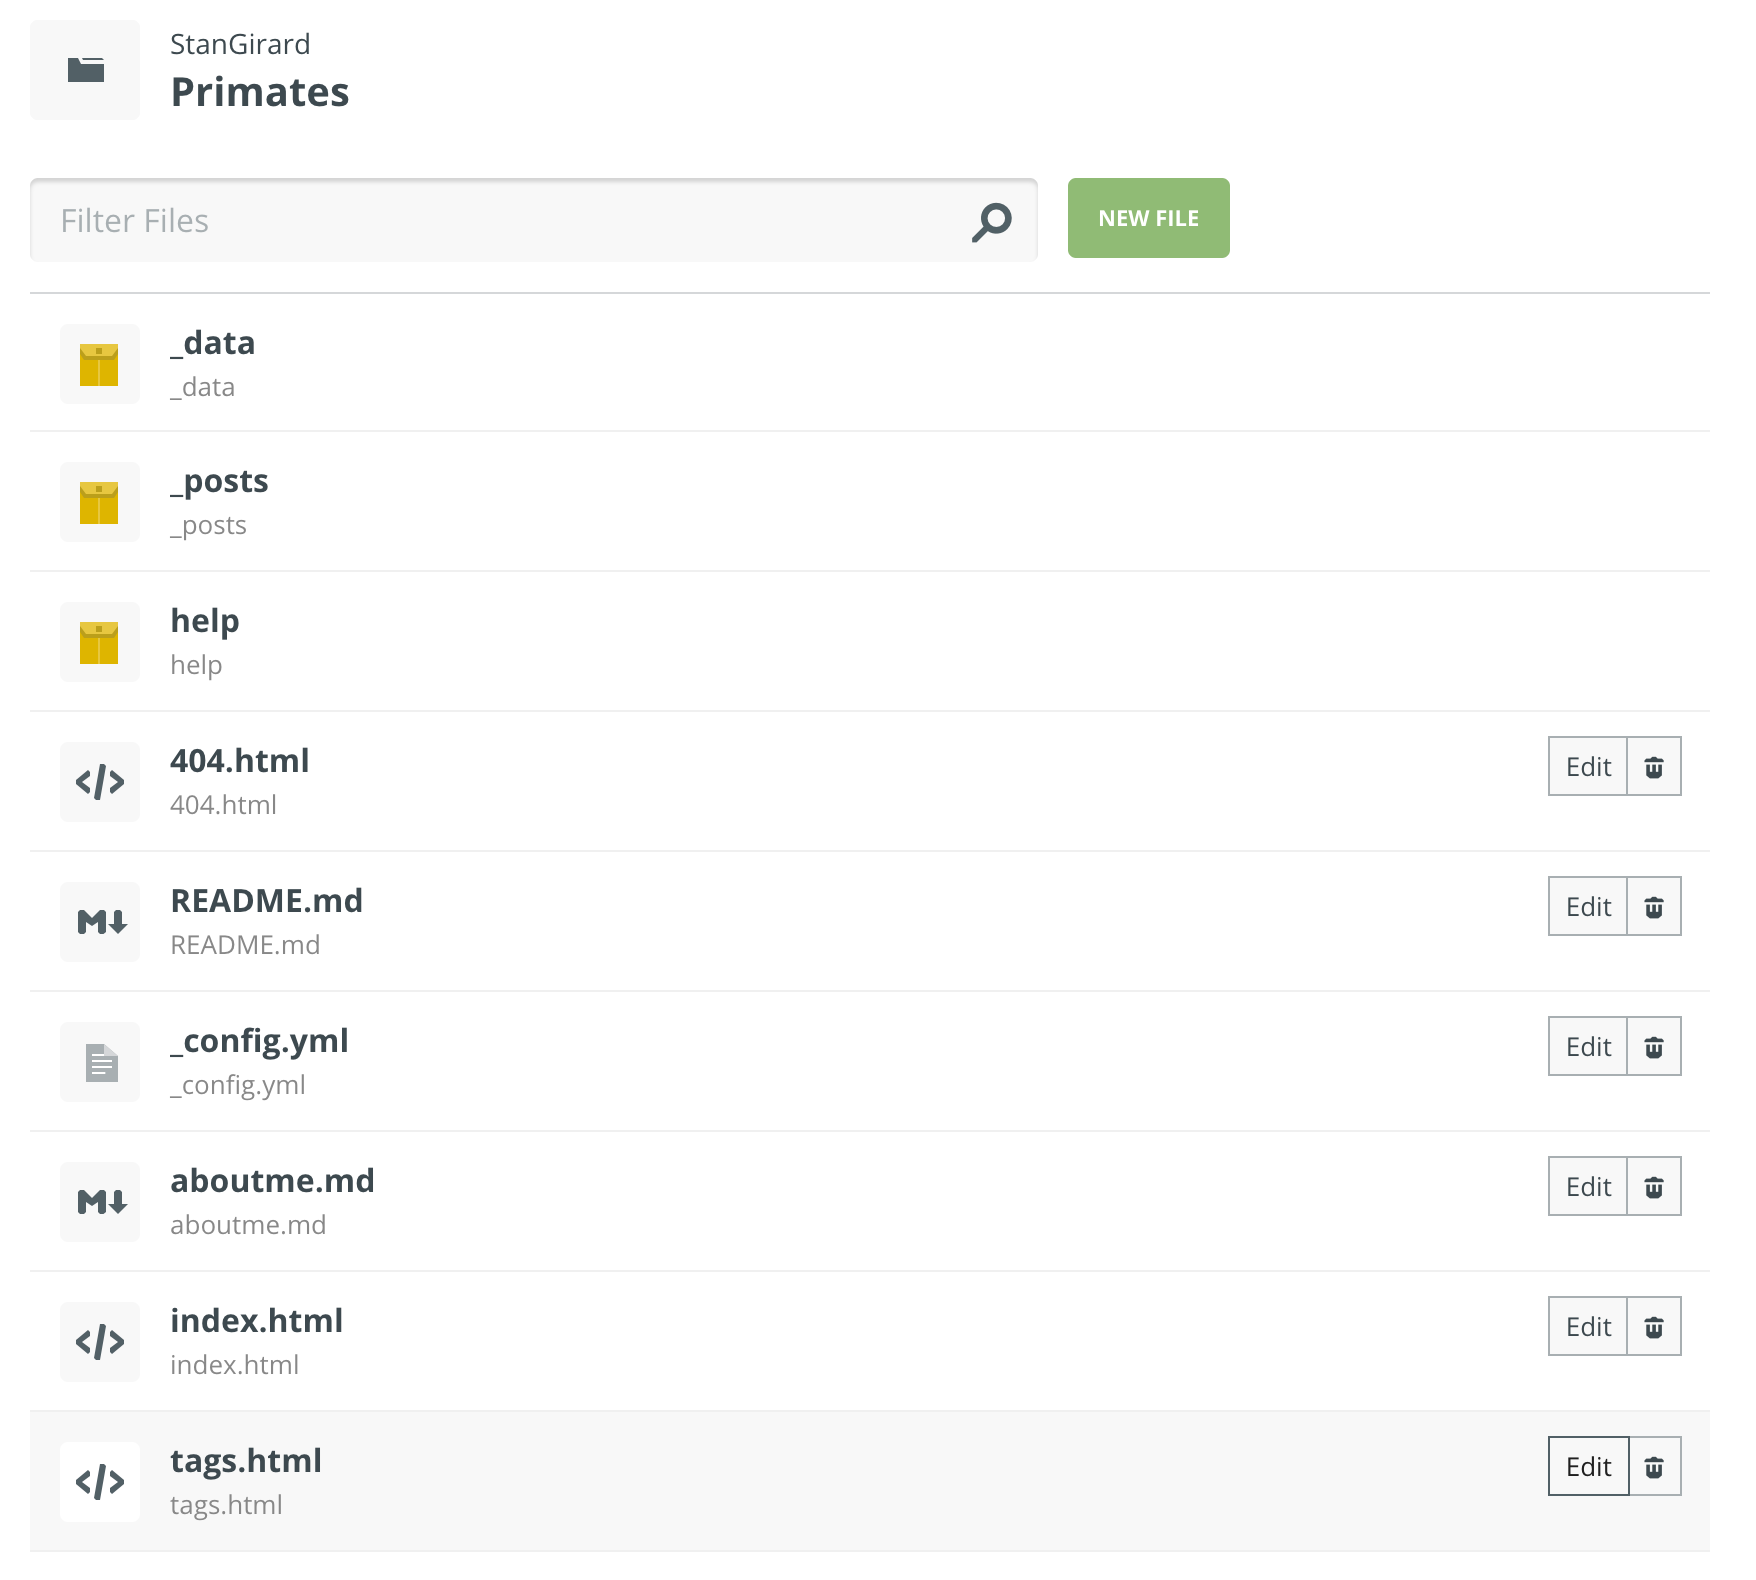 StanGirard
Primates
Filter Files
NEW FILE
_data
_data
_posts
_posts
help
help
404.html
404.html
Edit
README.md
README.md
Edit
_config.yml
_config.yml
Edit
aboutme.md
aboutme.md
Edit
index.html
index.html
Edit
tags.html
tags.html
Edit